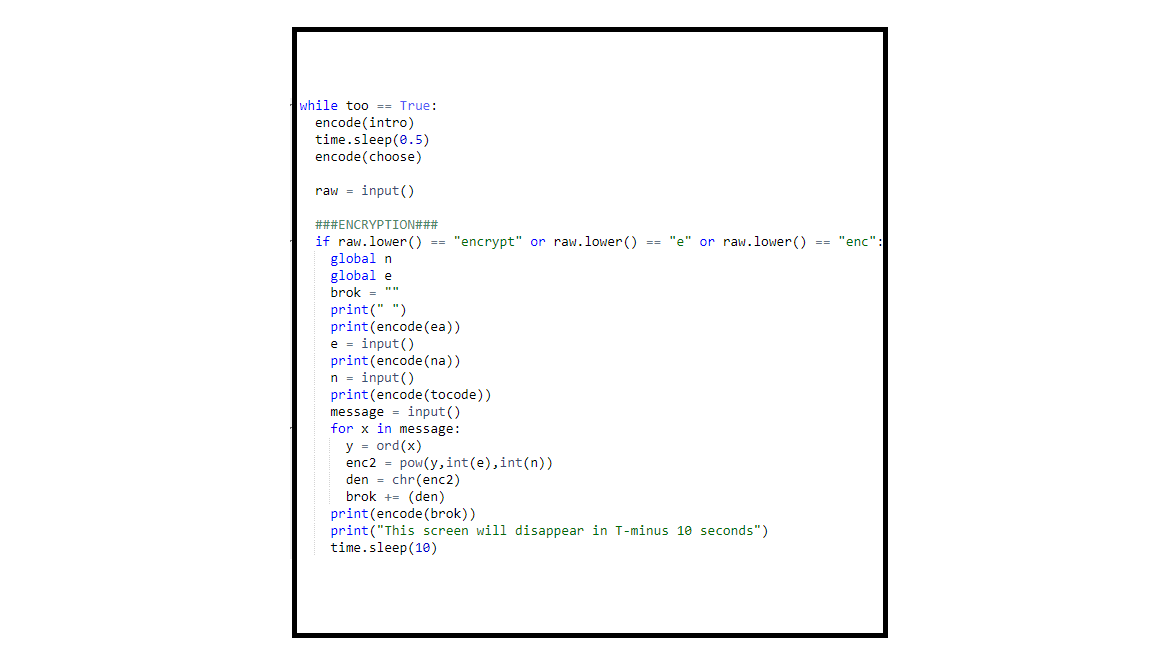 while too == True:
encode(intro)
time.sleep(0.5)
encode(choose)
raw = input()
###ENCRYPTION###
if raw.lower() == "encrypt" or raw.lower() == "e" or raw.lower() == "enc":
global n
global e
brok = ""
print(" ")
print(encode(ea))
e = input()
print(encode(na))
n = input()
print(encode(tocode))
message = input()
for x in message:
y = ord(x)
enc2 = pow(y,int(e),int(n))
den = chr(enc2)
brok += (den)
print(encode(brok))
print("This screen will disappear in T-minus 10 seconds")
time.sleep(10)